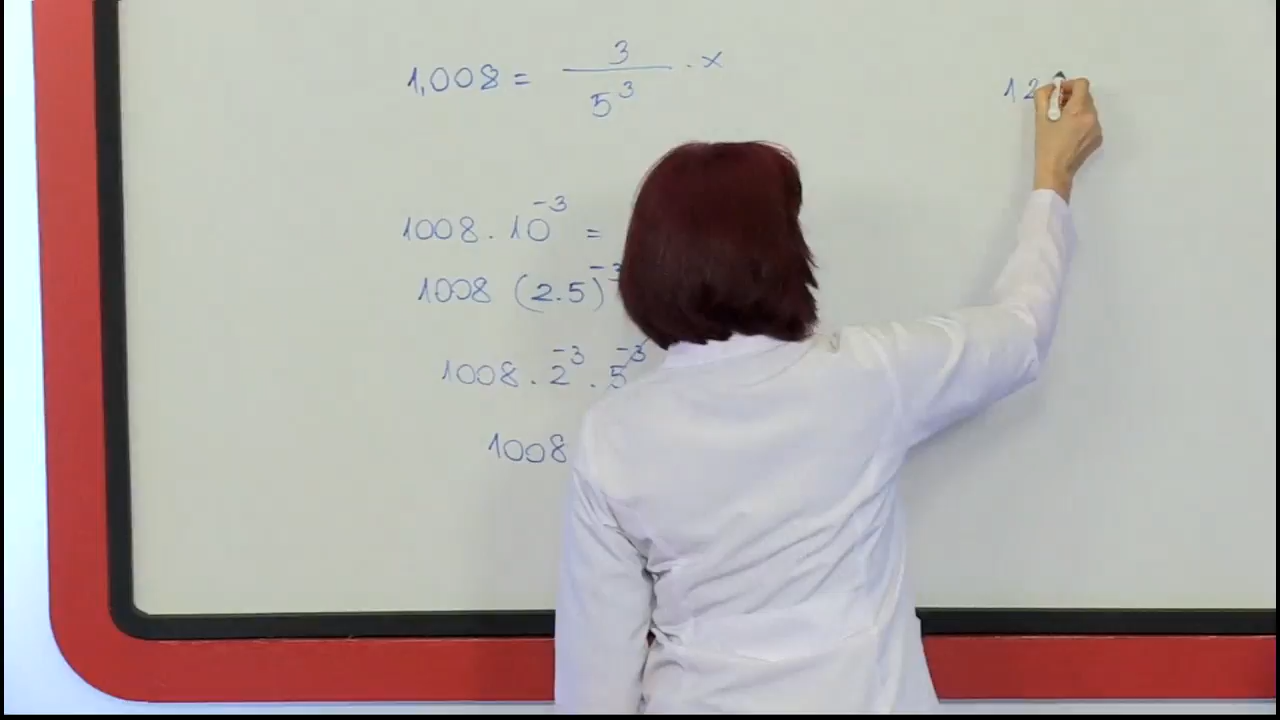 1,008 = 3/5³ . x
12
1008 . 10⁻³ =
1008 (2.5)⁻³
1008 . 2⁻³ . 5⁻³
1008